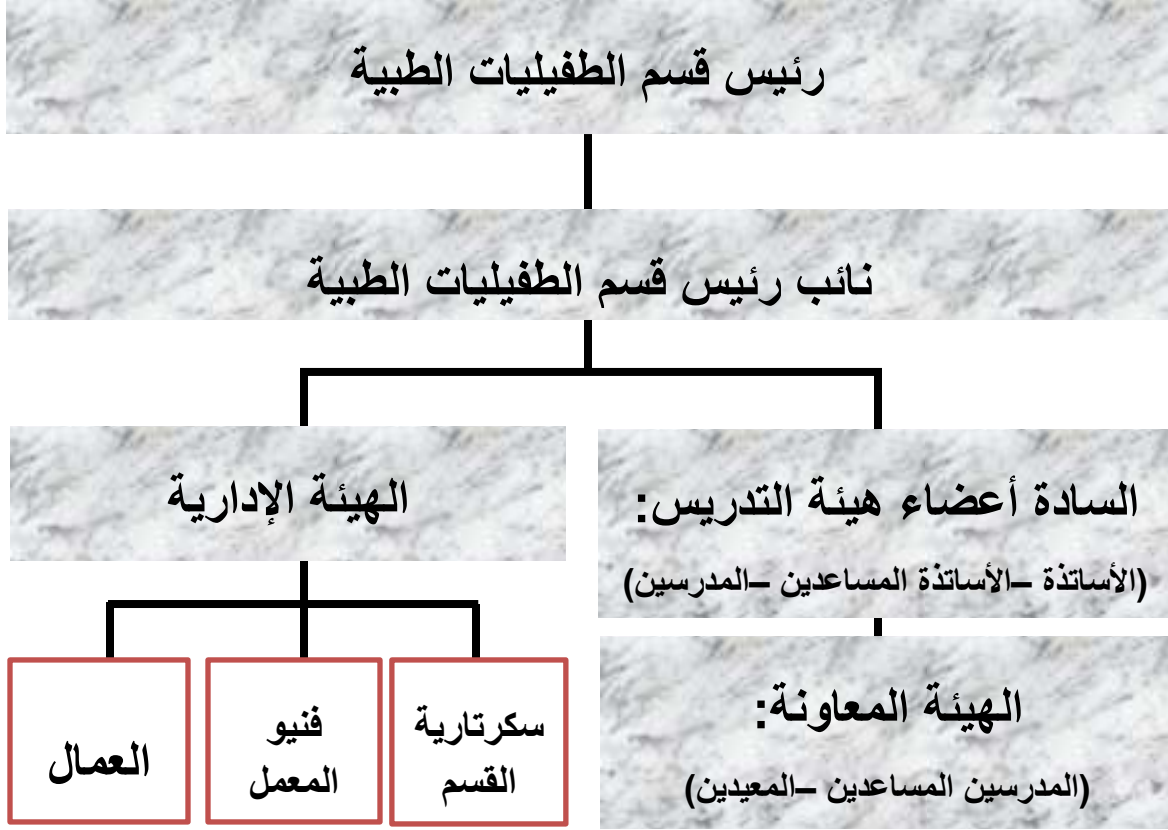 رئيس قسم الطفيليات الطبية
نائب رئيس قسم الطفيليات الطبية
السادة أعضاء هيئة التدريس:
(الأساتذة –الأساتذة المساعدين –المدرسين)
الهيئة المعاونة:
(المدرسين المساعدين –المعيدين)
الهيئة الإدارية
سكرتارية
القسم
فنيو
المعمل
العمال